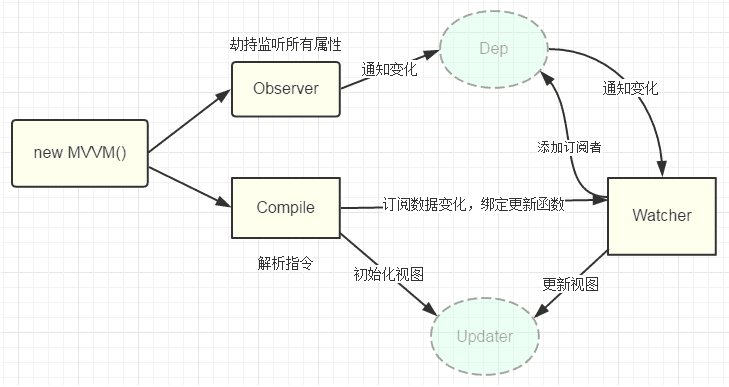 劫持监听所有属性
Dep
Observer
通知变化
通知变化
new MVVM()
添加订阅者
Compile
订阅数据变化，绑定更新函数
Watcher
解析指令
初始化视图
更新视图
Updater